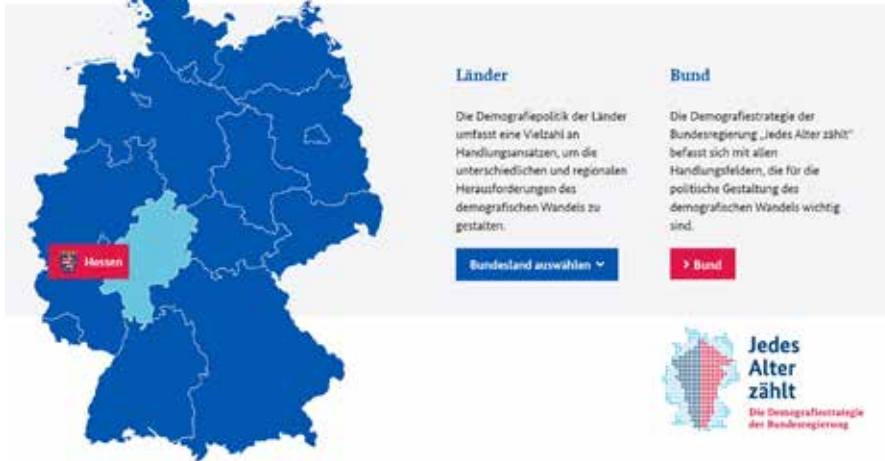 Länder
Die Demografiepolitik der Länder
umfasst eine Vielzahl an
Handlungsansätzen, um die
unterschiedlichen und regionalen
Herausforderungen des
demografischen Wandels zu
gestalten.
Bundesland auswählen
Bund
Die Demografiestrategie der
Bundesregierung „Jedes Alter zählt“
befasst sich mit allen
Handlungsfeldern, die für die
politische Gestaltung des
demografischen Wandels wichtig
sind.
> Bund
Hessen
Jedes
Alter
zählt
Die Demografiestrategie
der Bundesregierung